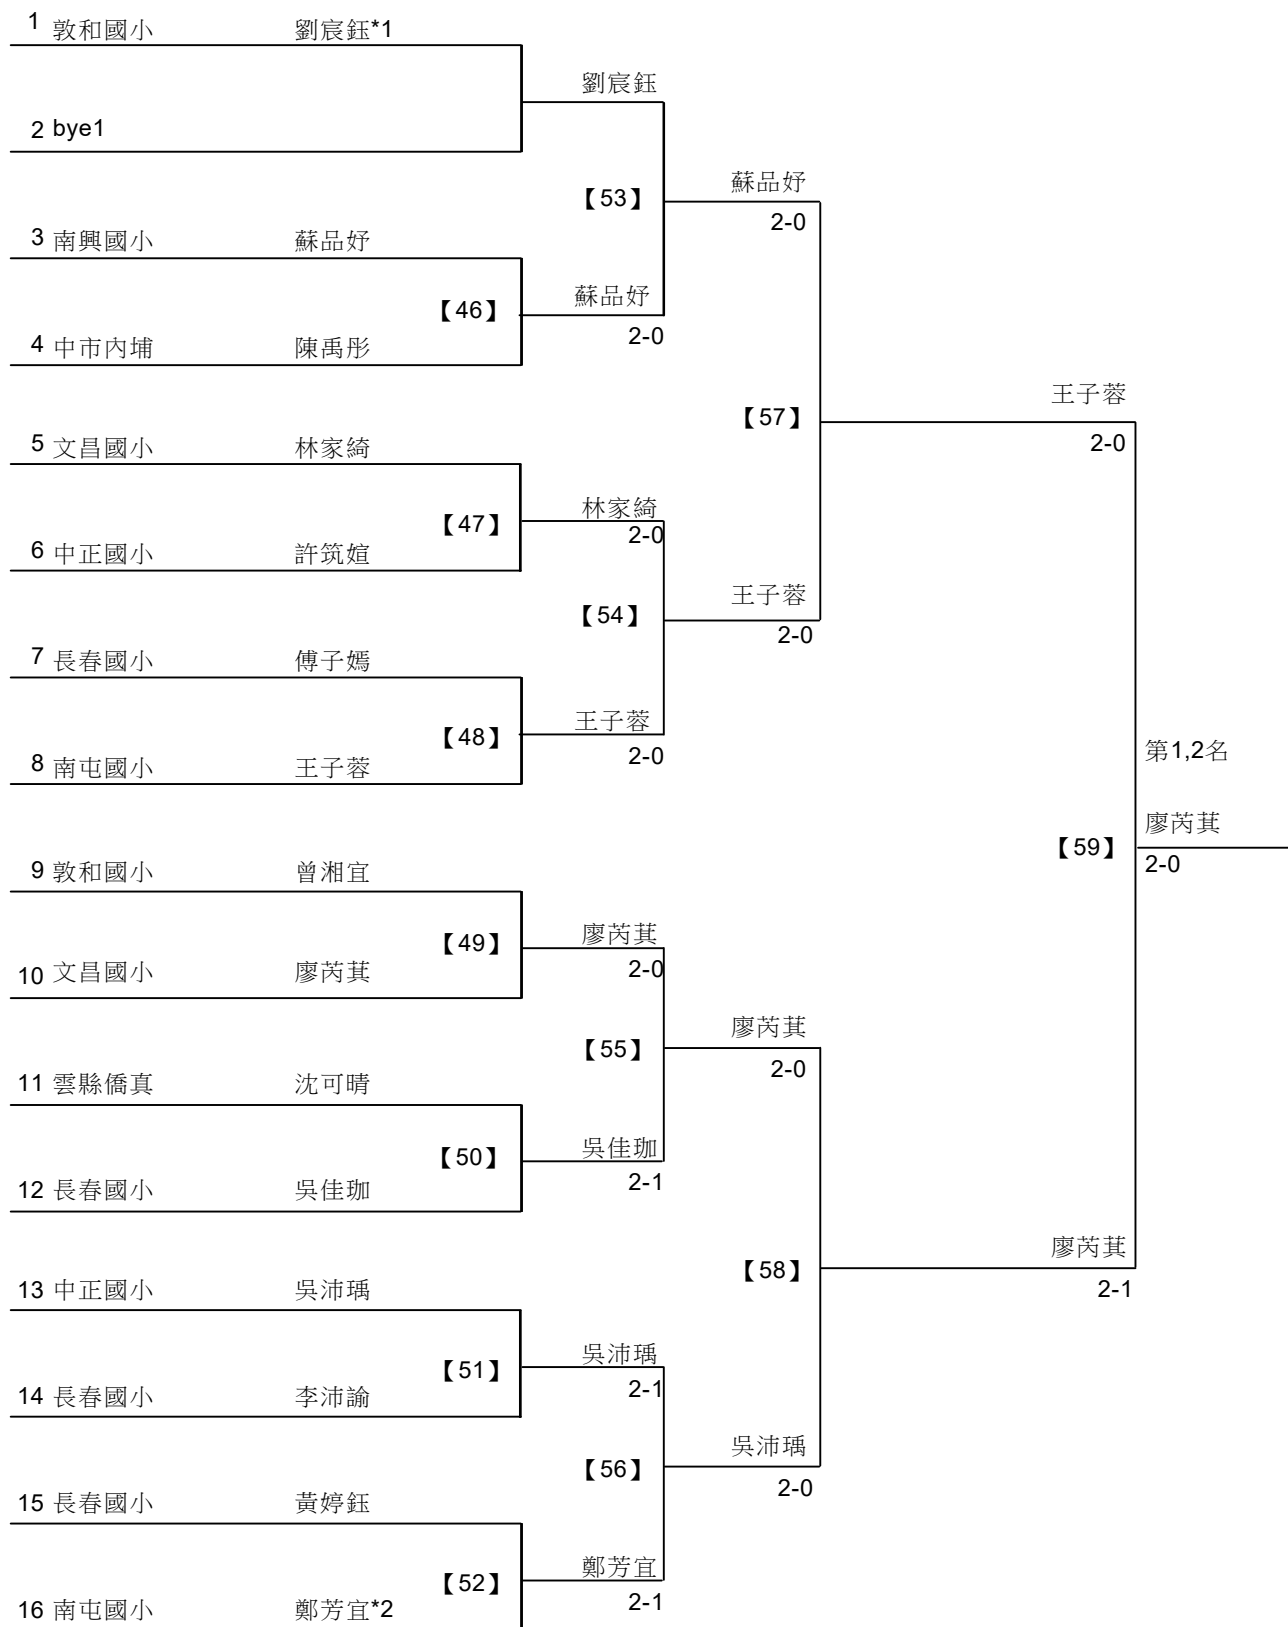 1 敦和國小 劉宸鈺*1
劉宸鈺
2 bye1
【53】 蘇品妤
2-0
3 南興國小 蘇品妤
【46】 蘇品妤
2-0
4 中市內埔 陳禹彤
【57】 王子蓉
2-0
5 文昌國小 林家綺
【47】 林家綺
2-0
6 中正國小 許筑媗
【54】 王子蓉
2-0
7 長春國小 傅子嫣
【48】 王子蓉
2-0
8 南屯國小 王子蓉
第1,2名
【59】 廖芮萁
2-0
9 敦和國小 曾湘宜
【49】 廖芮萁
2-0
10 文昌國小 廖芮萁
【55】 廖芮萁
2-0
11 雲縣僑真 沈可晴
【50】 吳佳珈
2-1
12 長春國小 吳佳珈
【58】 廖芮萁
2-1
13 中正國小 吳沛瑀
【51】 吳沛瑀
2-1
14 長春國小 李沛諭
【56】 吳沛瑀
2-0
15 長春國小 黃婷鈺
【52】 鄭芳宜
2-1
16 南屯國小 鄭芳宜*2